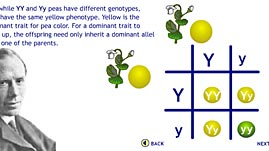 while YY and Yy peas have different genotypes,
have the same yellow phenotype. Yellow is the
nant trait for pea color. For a dominant trait to
up, the offspring need only inherit a dominant allel
one of the parents.
Y y
Y YY Yy
y Yy yy
BACK NEXT